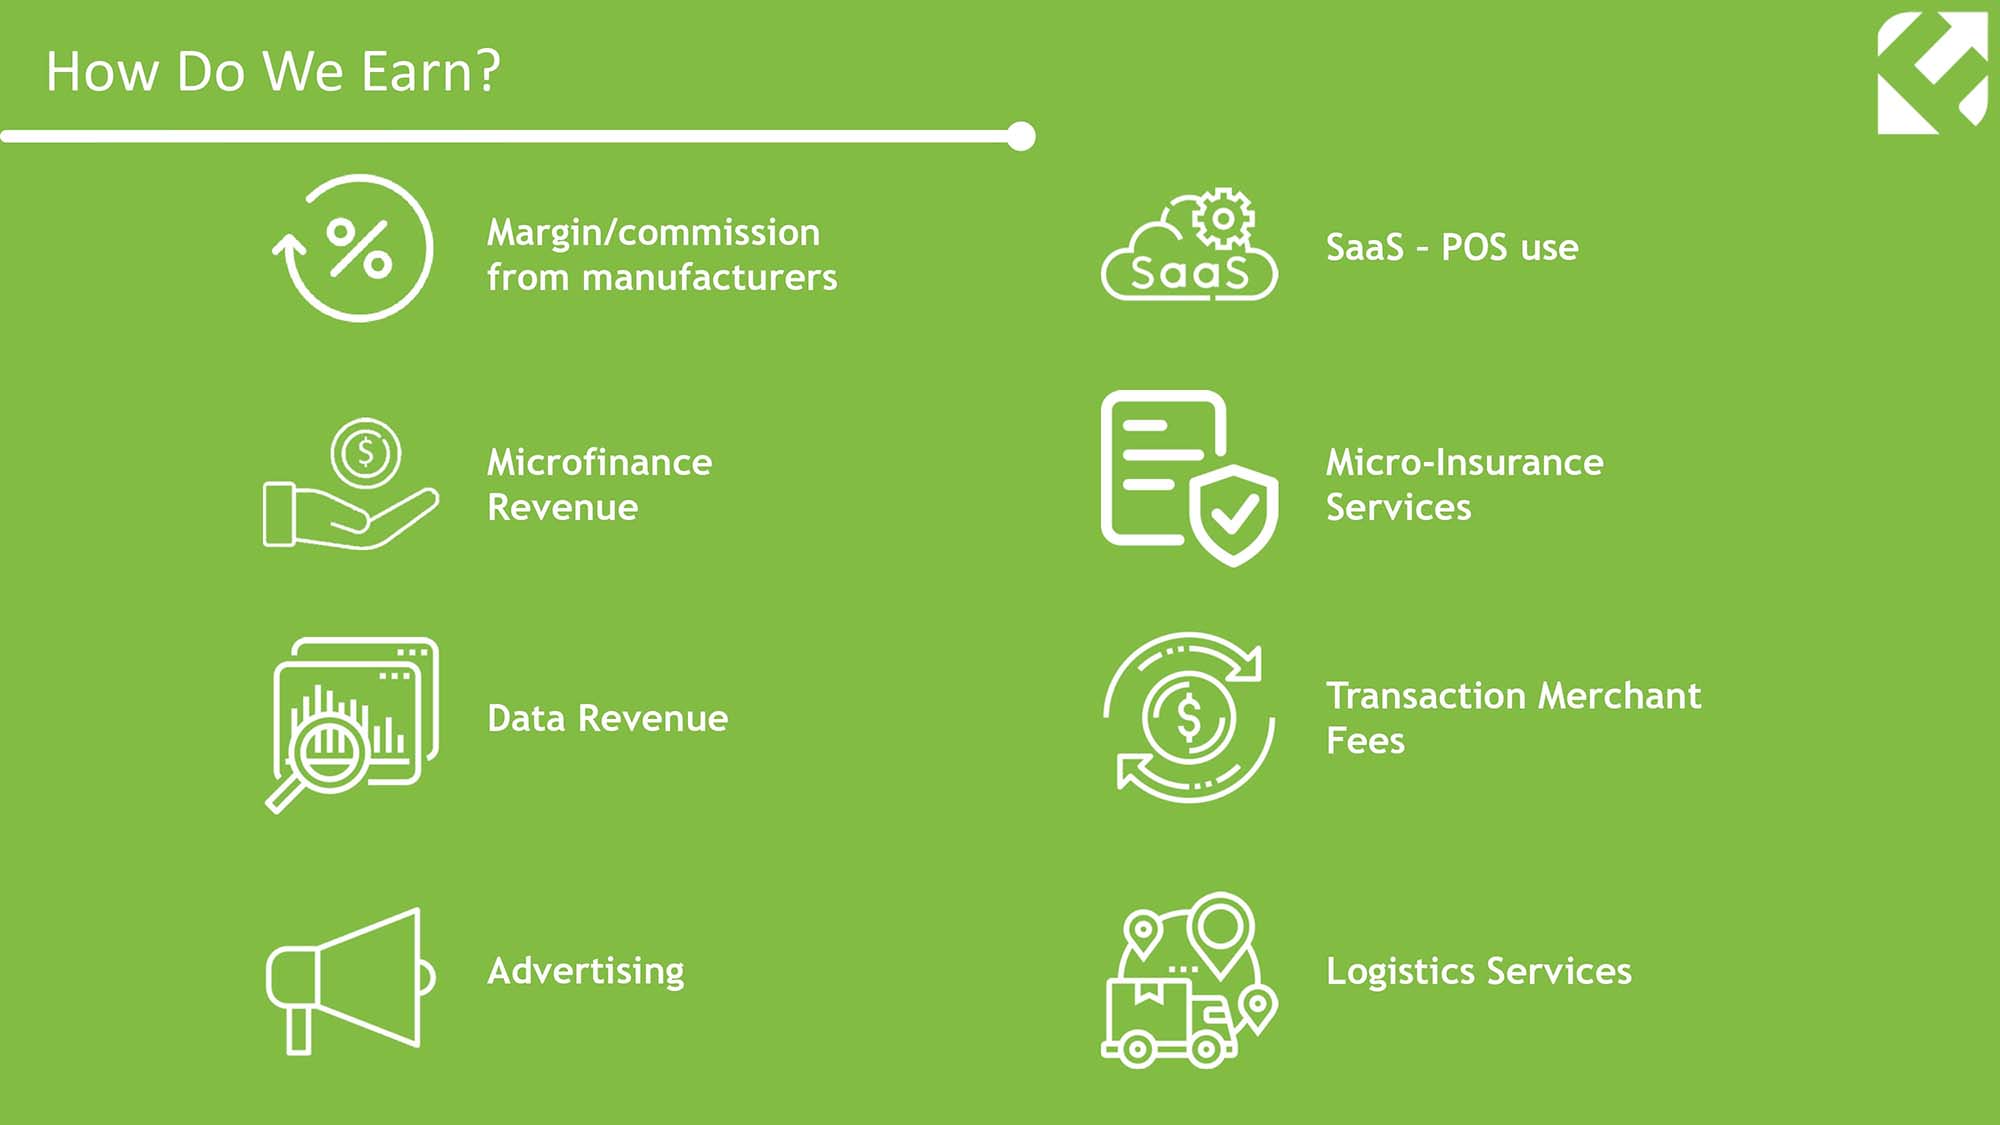 How Do We Earn?
Margin/commission
from manufacturers
SaaS
SaaS – POS use
$
Microfinance
Revenue
Micro-Insurance
Services
Data Revenue
$
Transaction Merchant
Fees
Advertising
Logistics Services